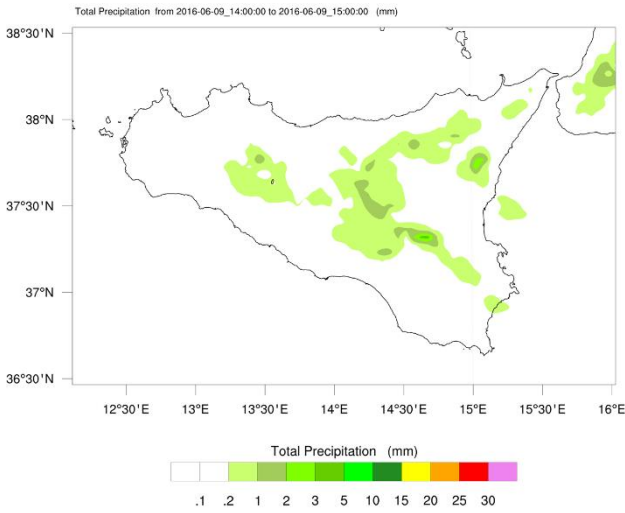 Total Precipitation from 2016-06-09_14:00:00 to 2016-06-09_15:00:00 (mm)
38°30'N
38°N
37°30'N
37°N
36°30'N
12°30'E 13°E 13°30'E 14°E 14°30'E 15°E 15°30'E 16°E
Total Precipitation (mm)
.1 .2 1 2 3 5 10 15 20 25 30